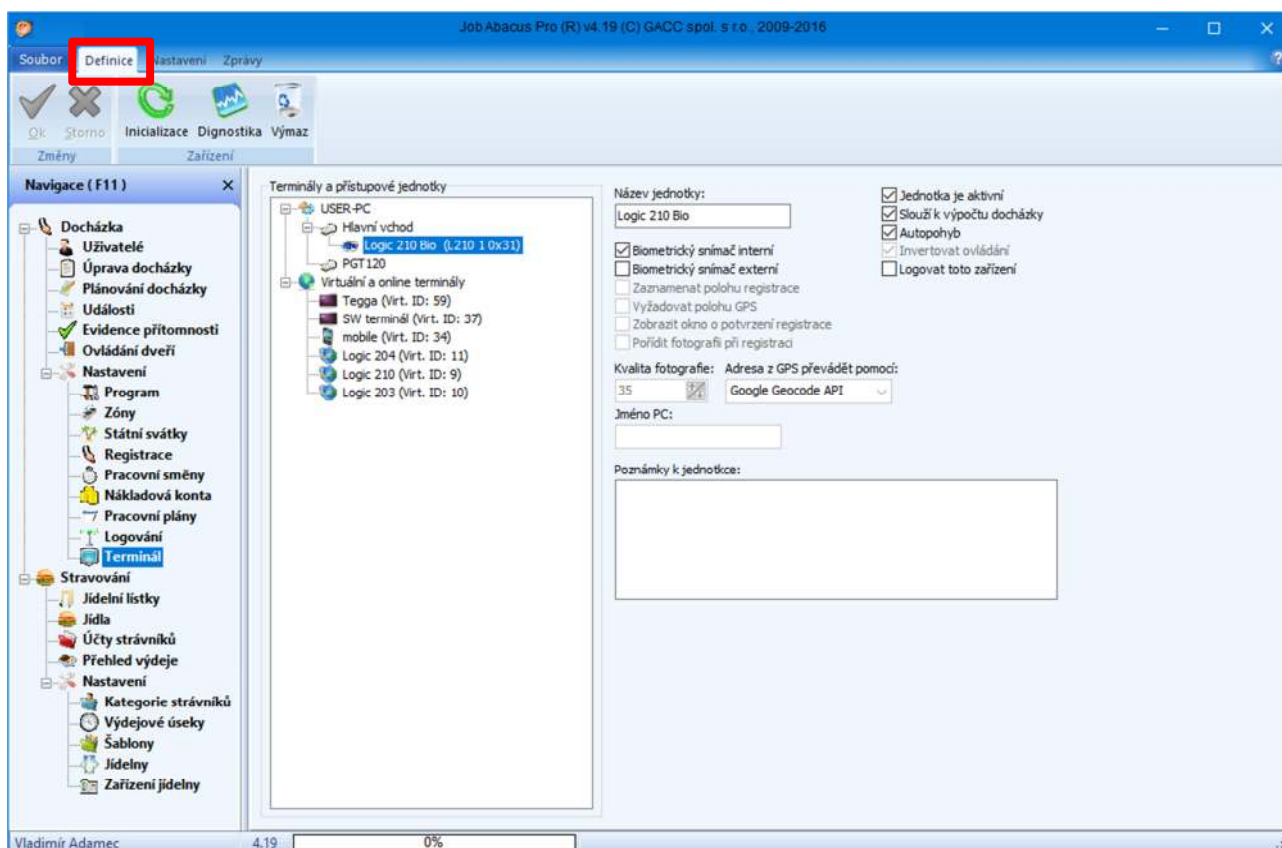 Job Abacus Pro (R) v4.19 (C) GACC spol. s r.o., 2009-2016
Soubor Definice Nastavení Zprávy
Ok Storno Inicializace Dignostika Výmaz
Změny Zařízení
Navigace ( F11 )
Docházka
Uživatelé
Úprava docházky
Plánování docházky
Události
Evidence přítomnosti
Ovládání dveří
Nastavení
Program
Zóny
Státní svátky
Registrace
Pracovní směny
Nákladová konta
Pracovní plány
Logování
Terminál
Stravování
Jídelní lístky
Jídla
Účty strávníků
Přehled výdeje
Nastavení
Kategorie strávníků
Výdejové úseky
Šablony
Jídelny
Zařízení jídelny
Terminály a přístupové jednotky
USER-PC
Hlavní vchod
Logic 210 Bio (L210 1 0x31)
PGT120
Virtuální a online terminály
Tegga (Virt. ID: 59)
SW terminál (Virt. ID: 37)
mobile (Virt. ID: 34)
Logic 204 (Virt. ID: 11)
Logic 210 (Virt. ID: 9)
Logic 203 (Virt. ID: 10)
Název jednotky:
Logic 210 Bio
Biometrický snímač interní
Biometrický snímač externí
Zaznamenat polohu registrace
Vyžadovat polohu GPS
Zobrazit okno o potvrzení registrace
Pořídit fotografii při registraci
Kvalita fotografie: Adresa z GPS převádět pomocí:
35 Google Geocode API
Jméno PC:
Poznámky k jednotkce:
Jednotka je aktivní
Slouží k výpočtu docházky
Autopohyb
Invertovat ovládání
Logovat toto zařízení
Vladimír Adamec 4.19 0%